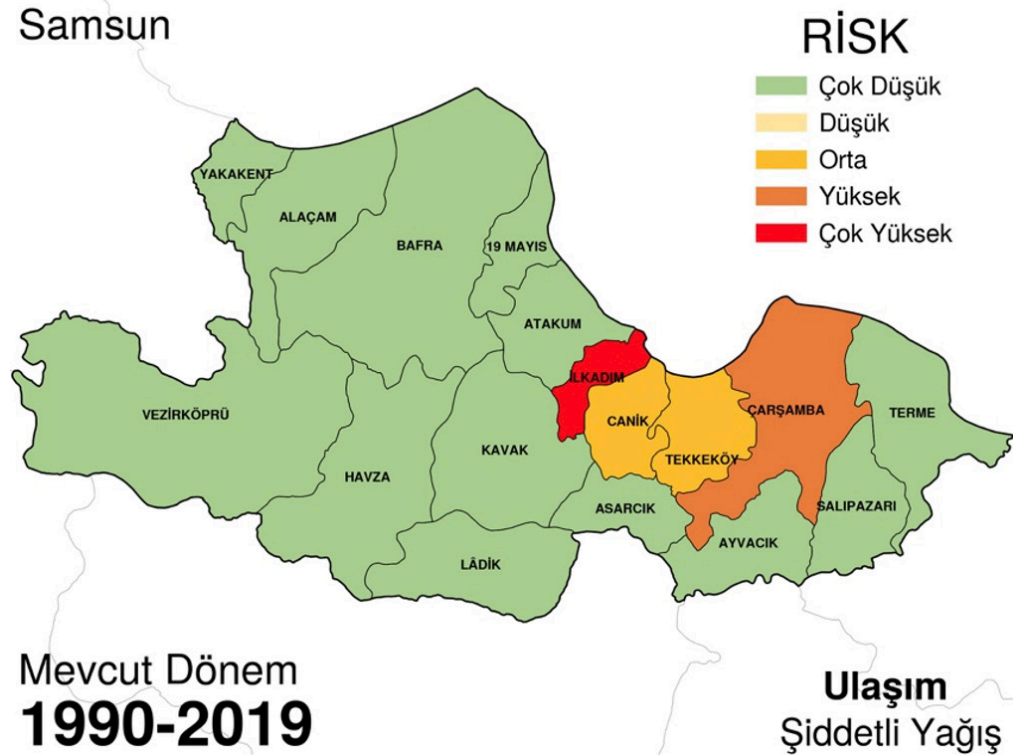 Samsun
RİSK
Çok Düşük
Düşük
Orta
Yüksek
Çok Yüksek
YAKAKENT
ALAÇAM
BAFRA
19 MAYIS
ATAKUM
İLKADIM
VEZİRKÖPRÜ
CANİK
ÇARŞAMBA
TERME
KAVAK
TEKKEKÖY
HAVZA
ASARCIK
SALIPAZARI
AYVACIK
LÂDİK
Mevcut Dönem
1990-2019
Ulaşım
Şiddetli Yağış